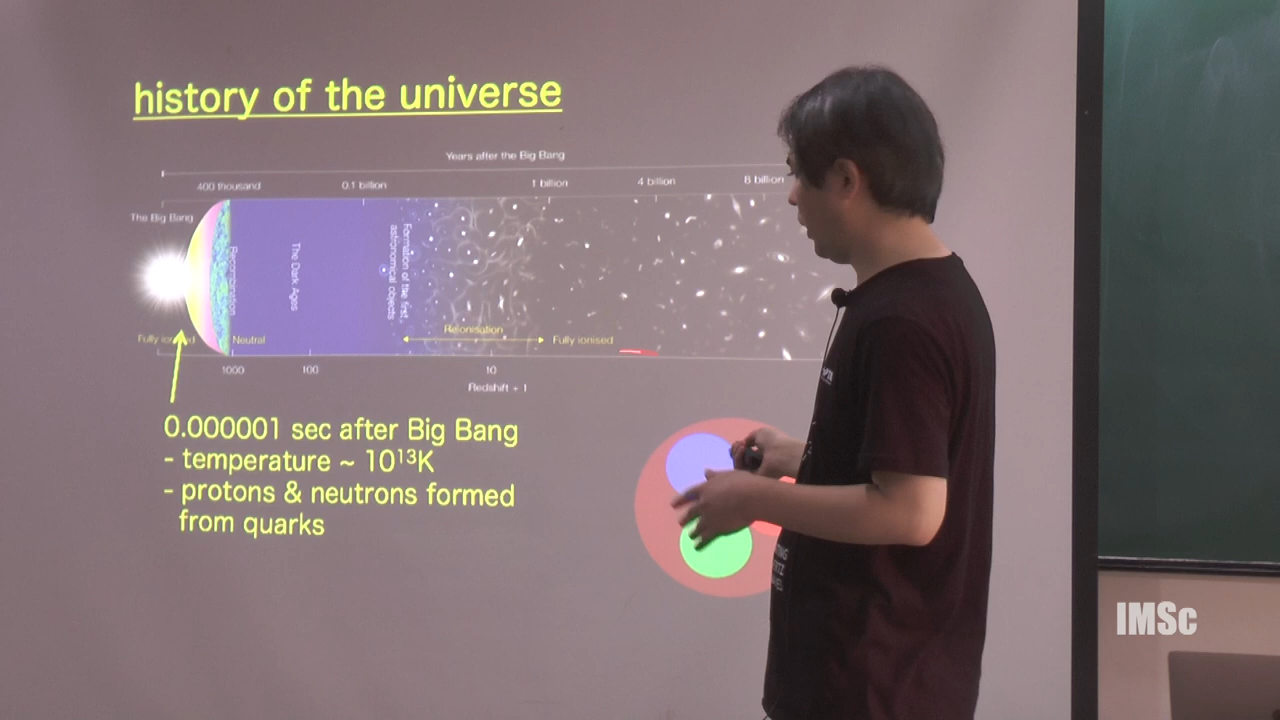 history of the universe
Years after the Big Bang
400 thousand 0.1 billion 1 billion 4 billion 8 billion
The Big Bang
Recombination
The Dark Ages
Formation of the first
astronomical objects
Reionisation
Fully ionised
Fully Neutral
1000 100 10
Redshift + 1
0.000001 sec after Big Bang
- temperature ~ 10¹³K
- protons & neutrons formed
from quarks
IMSc